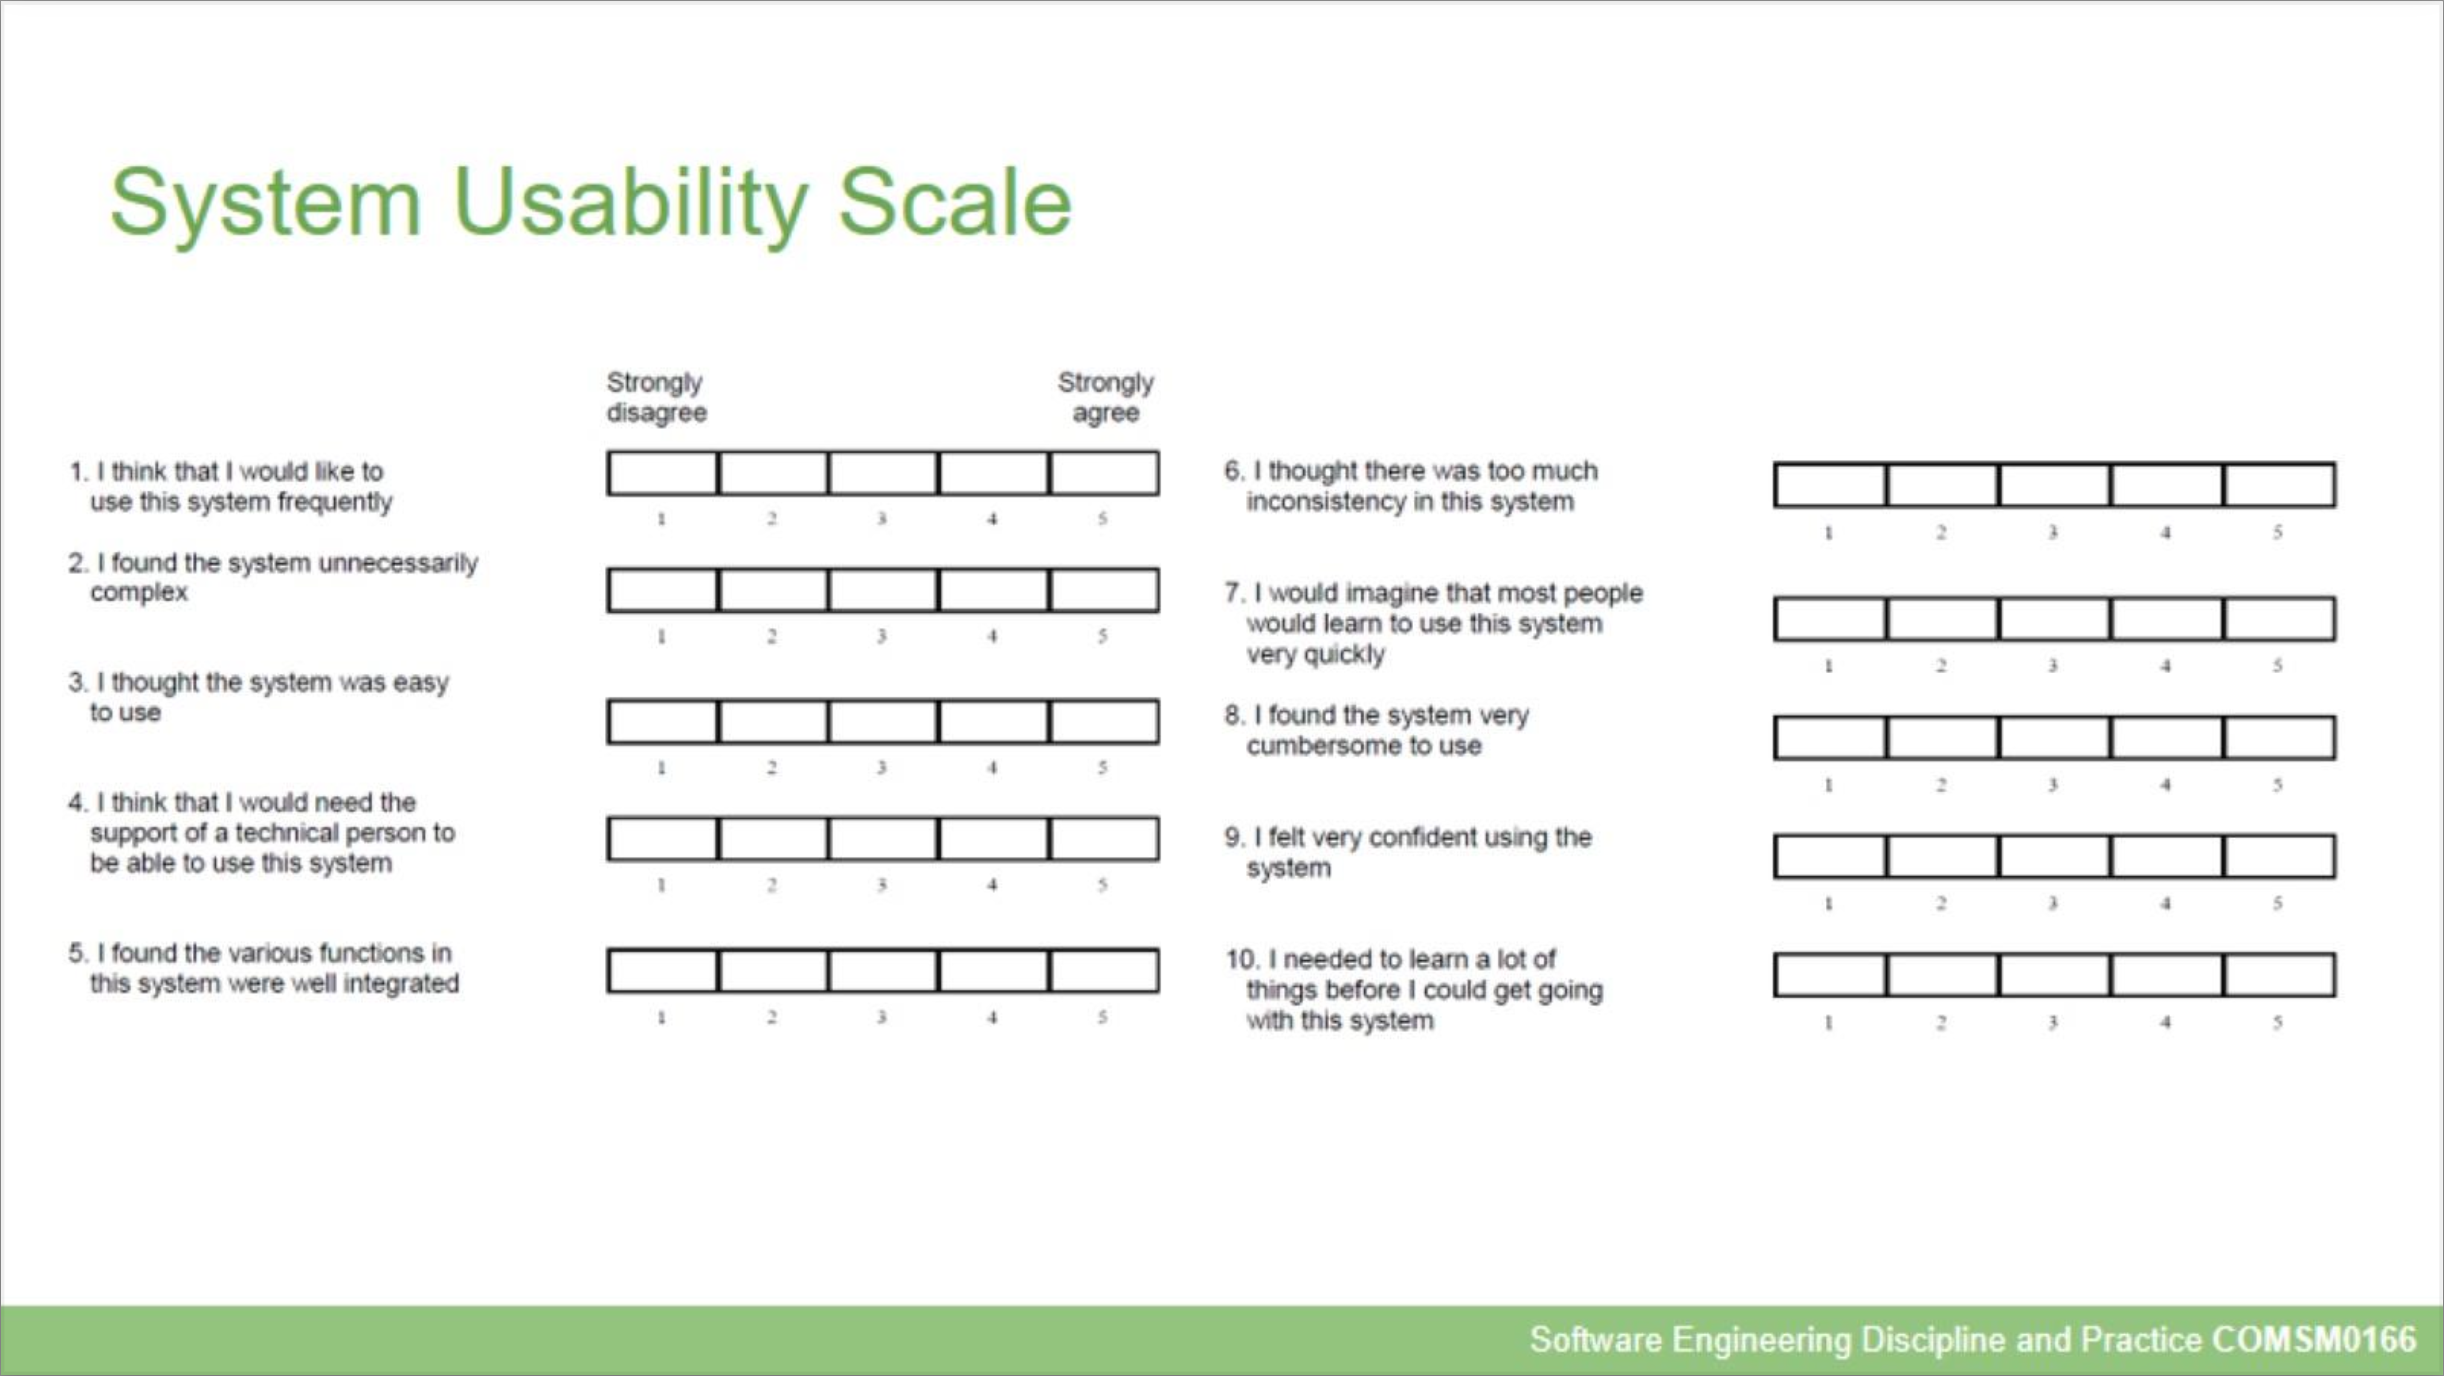 System Usability Scale
Strongly
disagree
Strongly
agree
1. I think that I would like to
use this system frequently
1 2 3 4 5
2. I found the system unnecessarily
complex
1 2 3 4 5
3. I thought the system was easy
to use
1 2 3 4 5
4. I think that I would need the
support of a technical person to
be able to use this system
1 2 3 4 5
5. I found the various functions in
this system were well integrated
1 2 3 4 5
6. I thought there was too much
inconsistency in this system
1 2 3 4 5
7. I would imagine that most people
would learn to use this system
very quickly
1 2 3 4 5
8. I found the system very
cumbersome to use
1 2 3 4 5
9. I felt very confident using the
system
1 2 3 4 5
10. I needed to learn a lot of
things before I could get going
with this system
1 2 3 4 5
Software Engineering Discipline and Practice COMSM0166